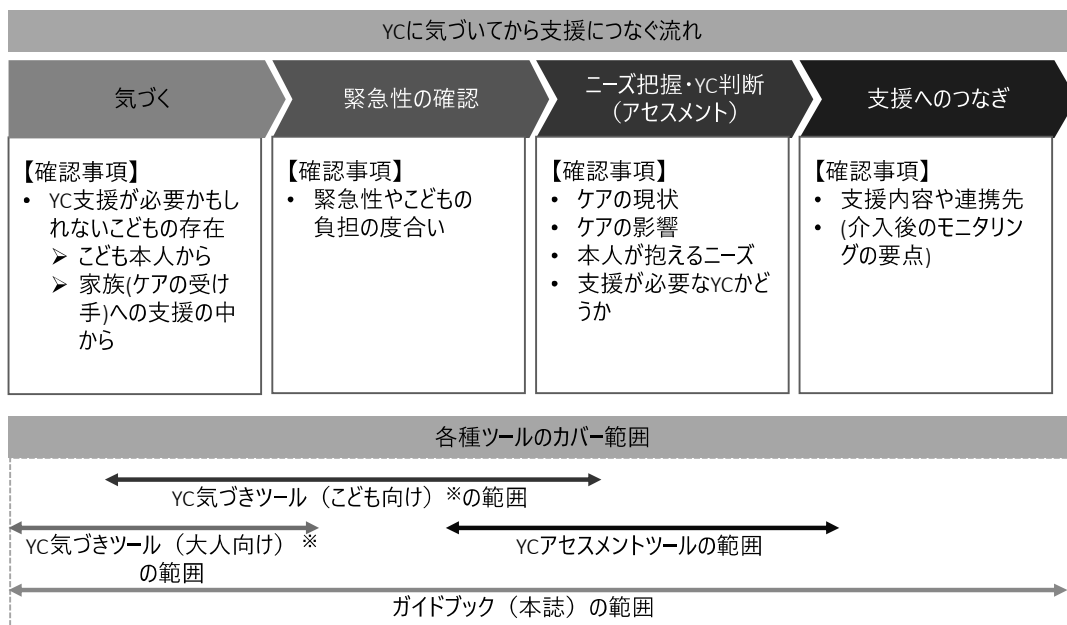 YCに気づいてから支援につなぐ流れ
気づく
緊急性の確認
ニーズ把握・YC判断
（アセスメント）
支援へのつなぎ
【確認事項】
• YC支援が必要かもし
れないこどもの存在
➢ こども本人から
➢ 家族(ケアの受け
手)への支援の中
から
【確認事項】
• 緊急性やこどもの
負担の度合い
【確認事項】
• ケアの現状
• ケアの影響
• 本人が抱えるニーズ
• 支援が必要なYCかど
うか
【確認事項】
• 支援内容や連携先
• (介入後のモニタリン
グの要点)
各種ツールのカバー範囲
YC気づきツール（こども向け）※の範囲
YC気づきツール（大人向け）※
の範囲
YCアセスメントツールの範囲
ガイドブック（本誌）の範囲